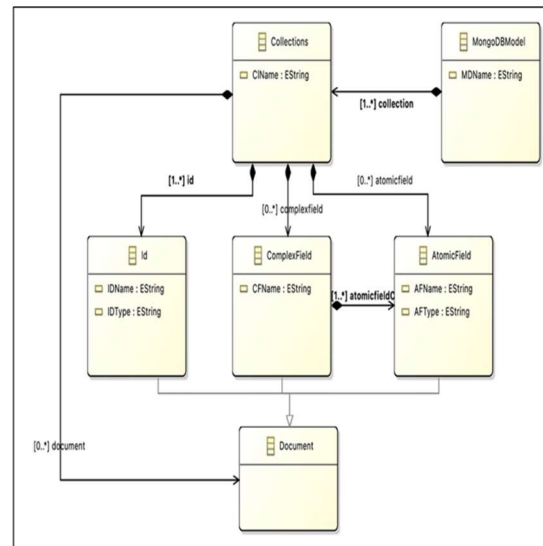 Collections
ClName : EString
MongoDBModel
MDName : EString
[1..*] collection
[1..*] id
[0..*] complexfield
[0..*] atomicfield
Id
IDName : EString
IDType : EString
ComplexField
CFName : EString
[1..*] atomicfieldC
AtomicField
AFName : EString
AFType : EString
[0..*] document
Document